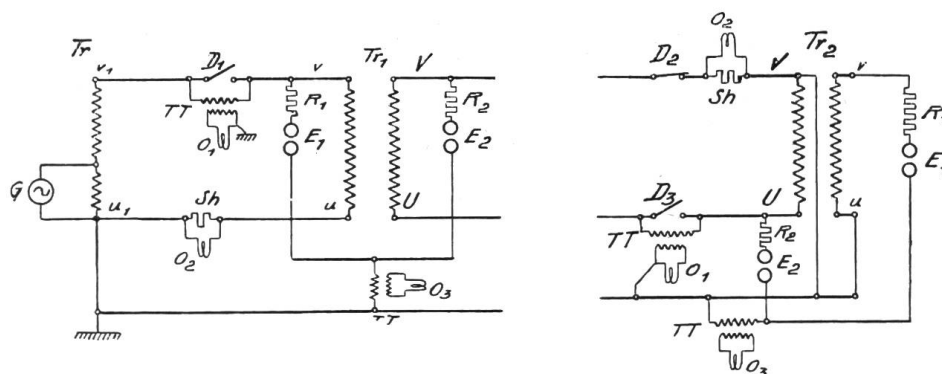 Tr v₁ D₁ v Tr₁ V
R₁ R₂
TT
O₁ E₁ E₂
G
u₁ Sh u U
O₂
O₃
TT
O₂
D₂ V Tr₂ v
Sh
R
E
D₃ U u
TT R₂
O₁ E₂
TT
O₃